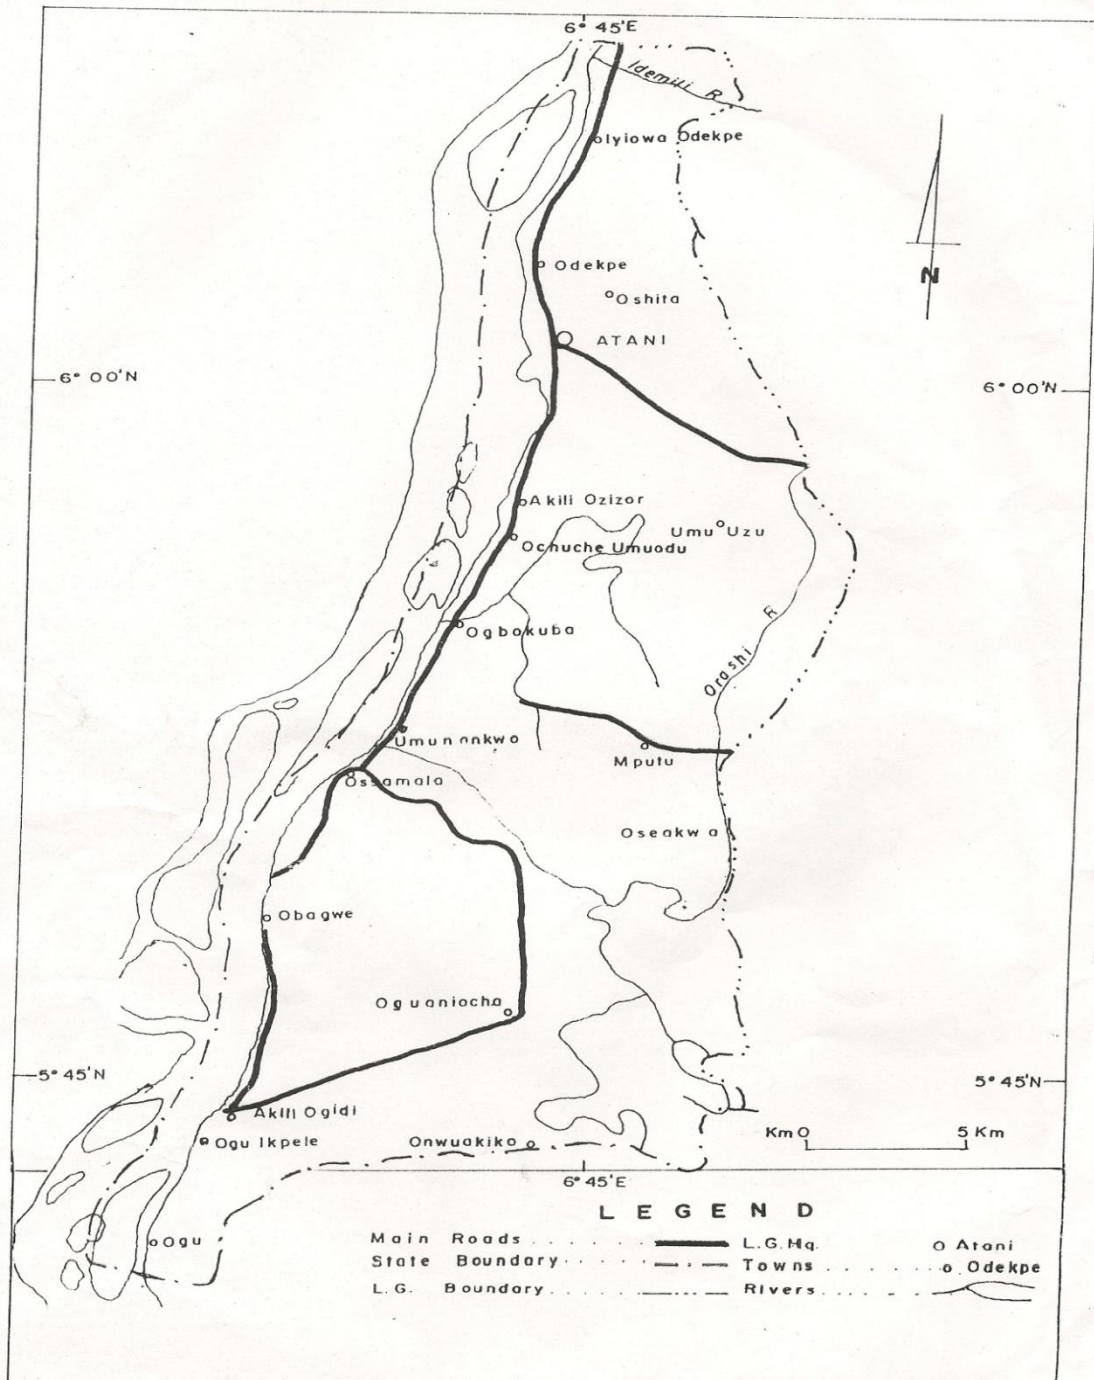 6° 45'E
Idemili R
Iyiowa Odekpe
Odekpe
Oshita
N
ATANI
6° 00'N
6° 00'N
Akili Ozizor
Umu Uzu
Ochuche Umuodu
Ogbokuba
Orashi R
Umunankwo
Mputu
Ossamala
Oseakwa
Obagwe
Oguaniocha
5° 45'N
5° 45'N
Akili Ogidi
Ogu Ikpele
Onwuakiko
Km 0 5 Km
6° 45'E
LEGEND
Ogu
Main Roads L.G.Hq. Atani
State Boundary Towns Odekpe
L.G. Boundary Rivers